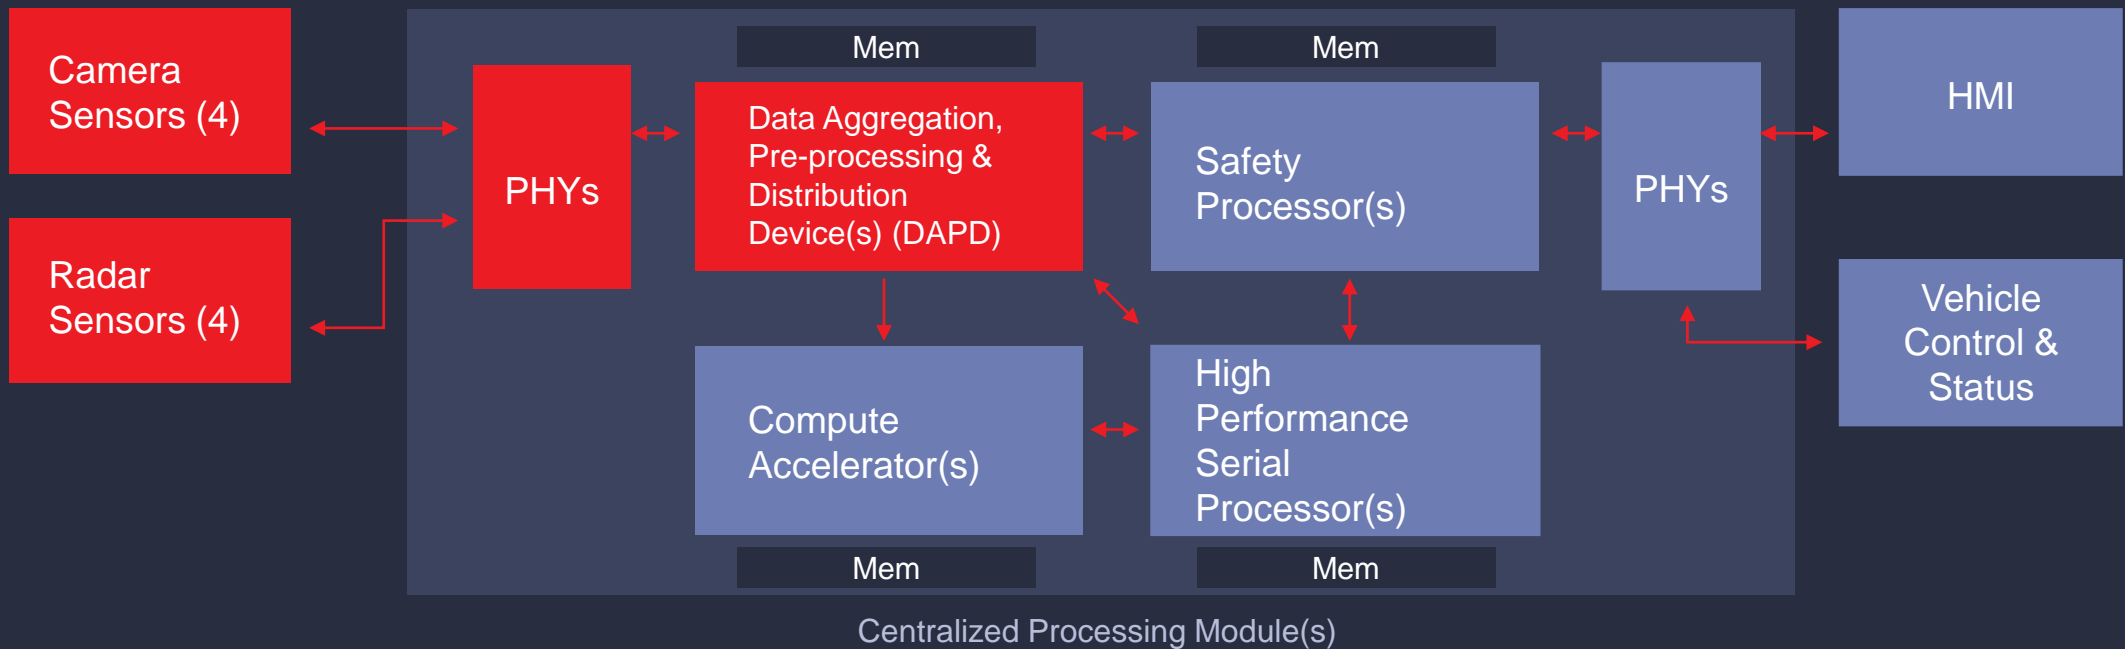 Camera
Sensors (4)
Radar
Sensors (4)
PHYs
Mem
Data Aggregation,
Pre-processing &
Distribution
Device(s) (DAPD)
Mem
Safety
Processor(s)
Compute
Accelerator(s)
Mem
High
Performance
Serial
Processor(s)
Mem
PHYs
HMI
Vehicle
Control &
Status
Centralized Processing Module(s)